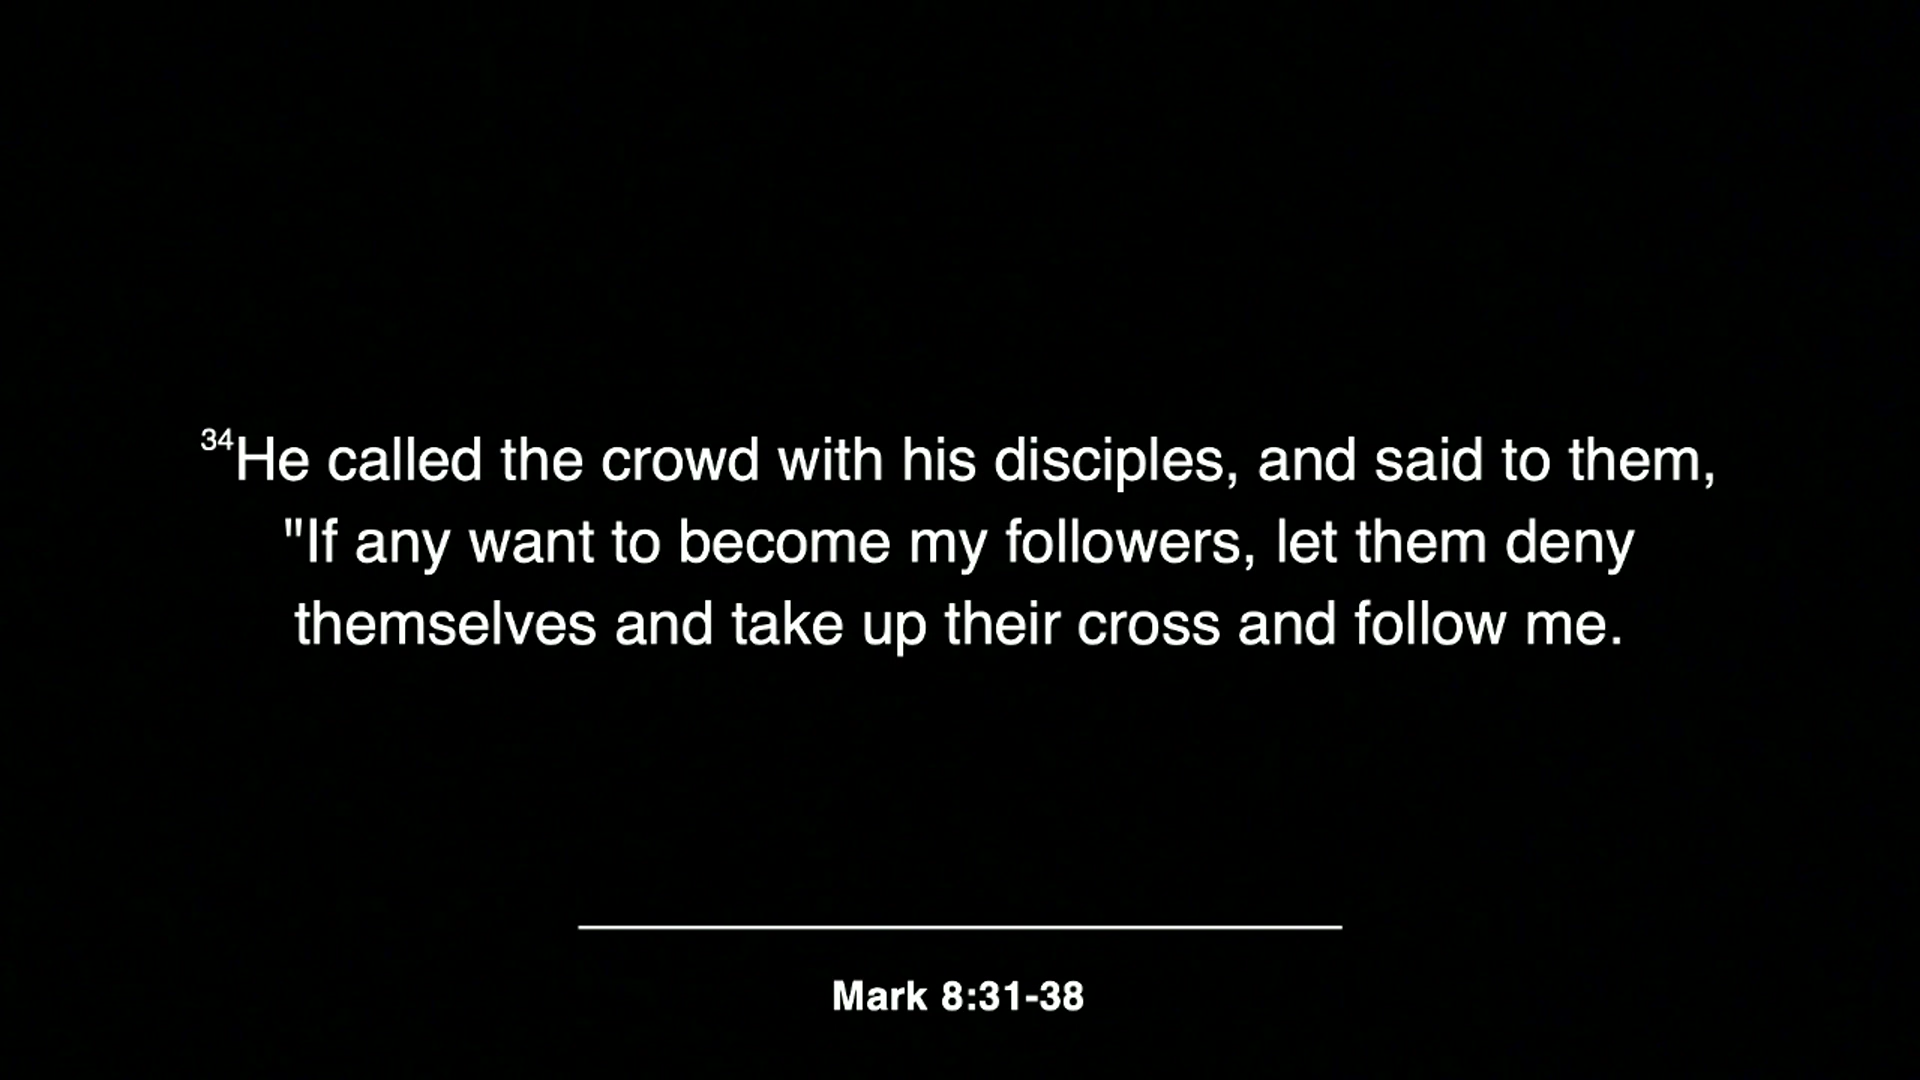 34He called the crowd with his disciples, and said to them,
"If any want to become my followers, let them deny
themselves and take up their cross and follow me.
Mark 8:31-38